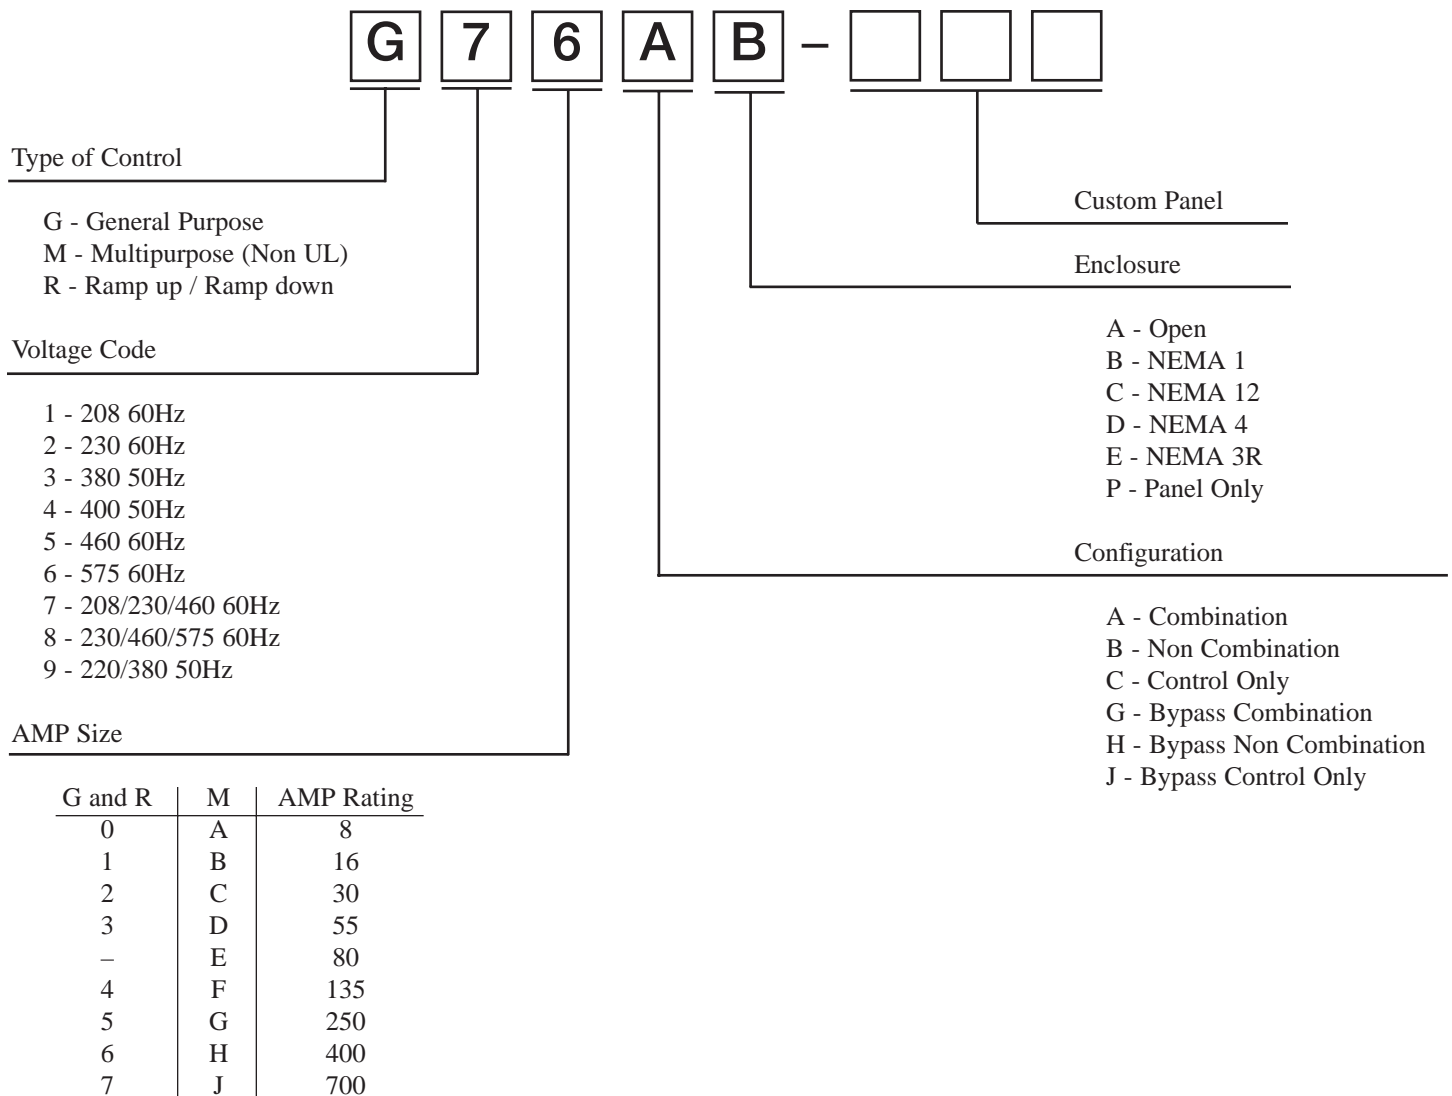 G 7 6 A B –
Type of Control
G - General Purpose
M - Multipurpose (Non UL)
R - Ramp up / Ramp down
Voltage Code
1 - 208 60Hz
2 - 230 60Hz
3 - 380 50Hz
4 - 400 50Hz
5 - 460 60Hz
6 - 575 60Hz
7 - 208/230/460 60Hz
8 - 230/460/575 60Hz
9 - 220/380 50Hz
AMP Size
G and R M AMP Rating
0 A 8
1 B 16
2 C 30
3 D 55
– E 80
4 F 135
5 G 250
6 H 400
7 J 700
Custom Panel
Enclosure
A - Open
B - NEMA 1
C - NEMA 12
D - NEMA 4
E - NEMA 3R
P - Panel Only
Configuration
A - Combination
B - Non Combination
C - Control Only
G - Bypass Combination
H - Bypass Non Combination
J - Bypass Control Only